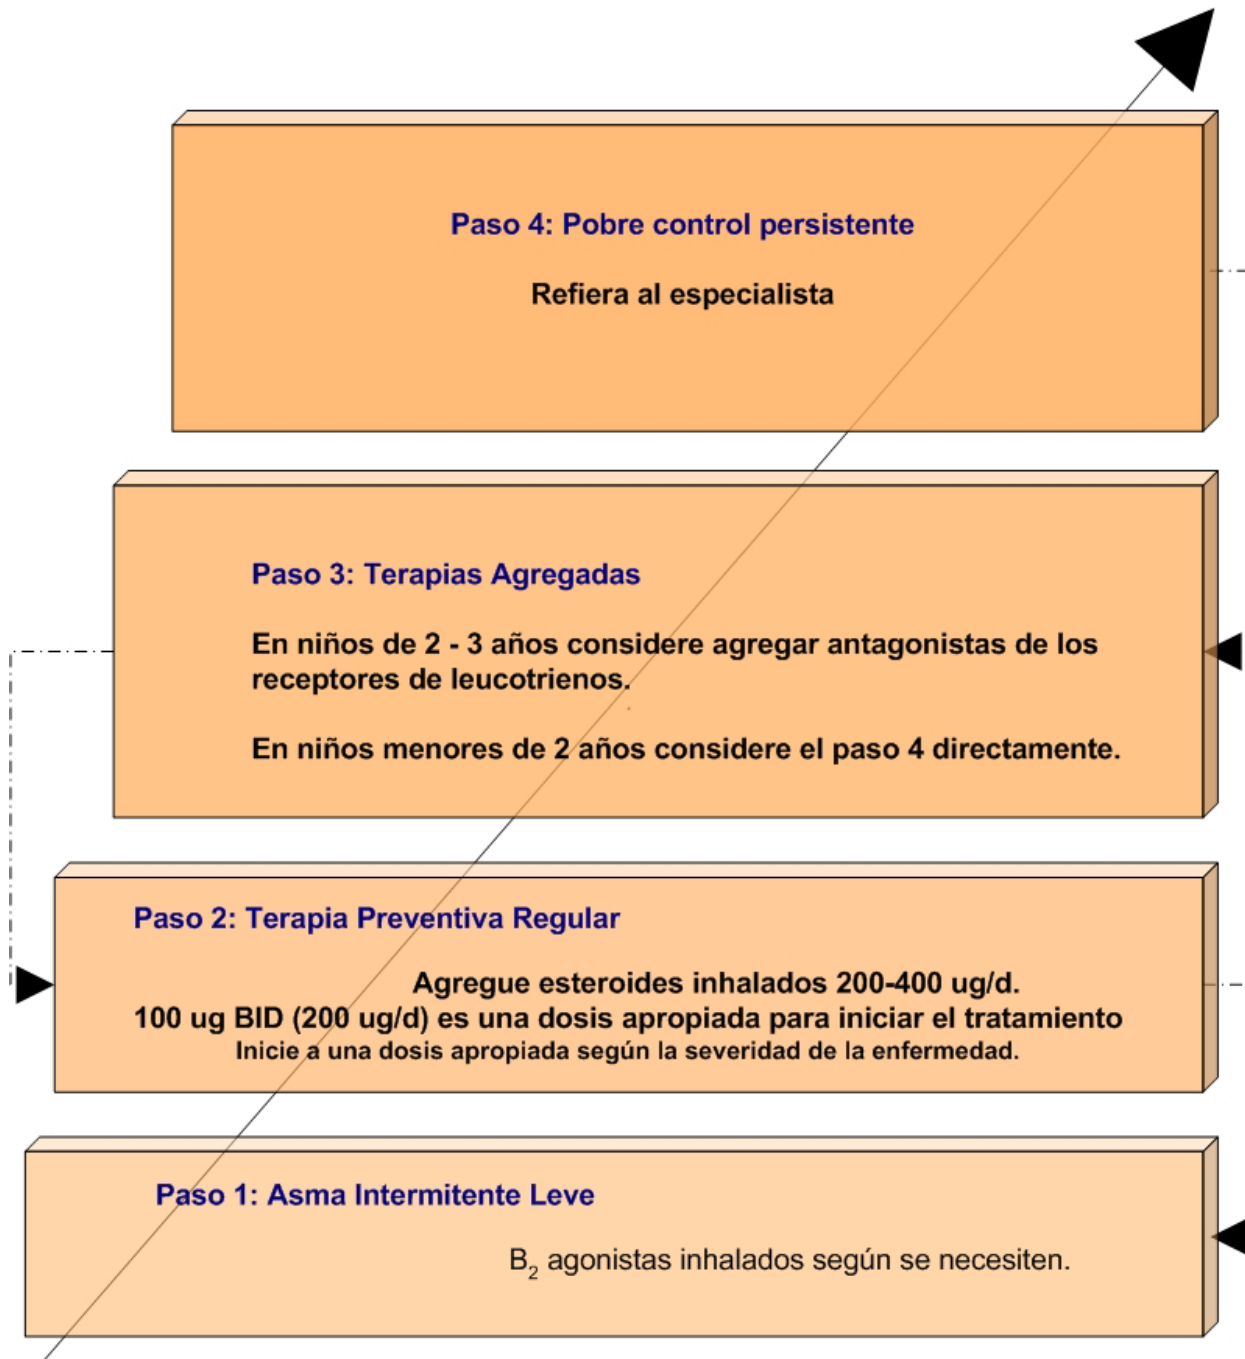 Paso 4: Pobre control persistente
Refiera al especialista
Paso 3: Terapias Agregadas
En niños de 2 - 3 años considere agregar antagonistas de los
receptores de leucotrienos.
En niños menores de 2 años considere el paso 4 directamente.
Paso 2: Terapia Preventiva Regular
Agregue esteroides inhalados 200-400 ug/d.
100 ug BID (200 ug/d) es una dosis apropiada para iniciar el tratamiento
Inicie a una dosis apropiada según la severidad de la enfermedad.
Paso 1: Asma Intermitente Leve
B₂ agonistas inhalados según se necesiten.